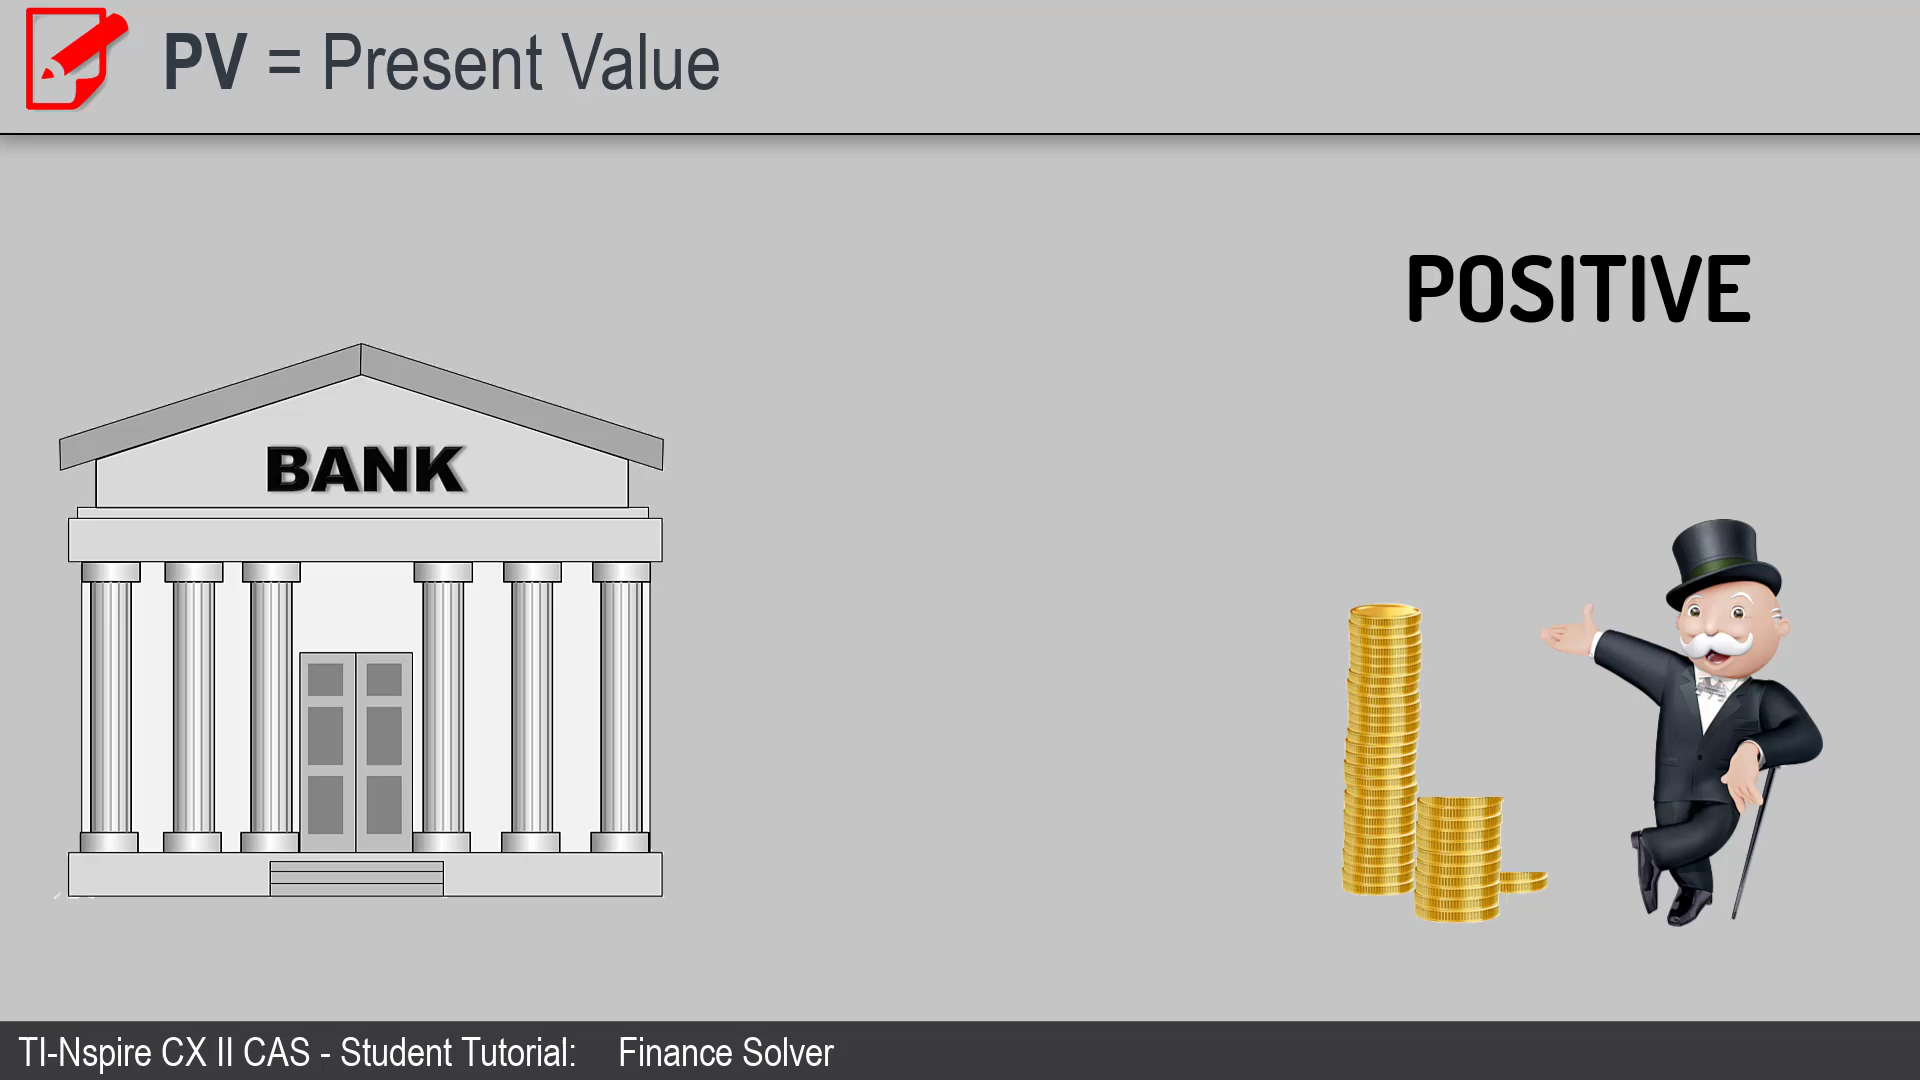 PV = Present Value
POSITIVE
BANK
TI-Nspire CX II CAS - Student Tutorial: Finance Solver